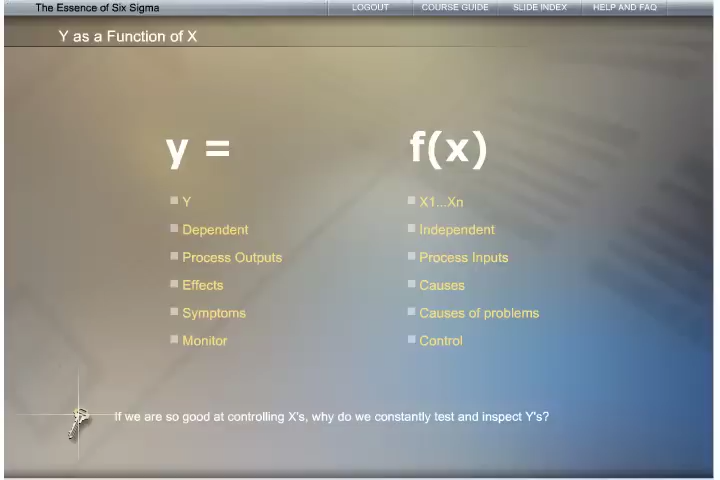 The Essence of Six Sigma
LOGOUT COURSE GUIDE SLIDE INDEX HELP AND FAQ
Y as a Function of X
y = f(x)
Y X1...Xn
Dependent Independent
Process Outputs Process Inputs
Effects Causes
Symptoms Causes of problems
Monitor Control
If we are so good at controlling X's, why do we constantly test and inspect Y's?